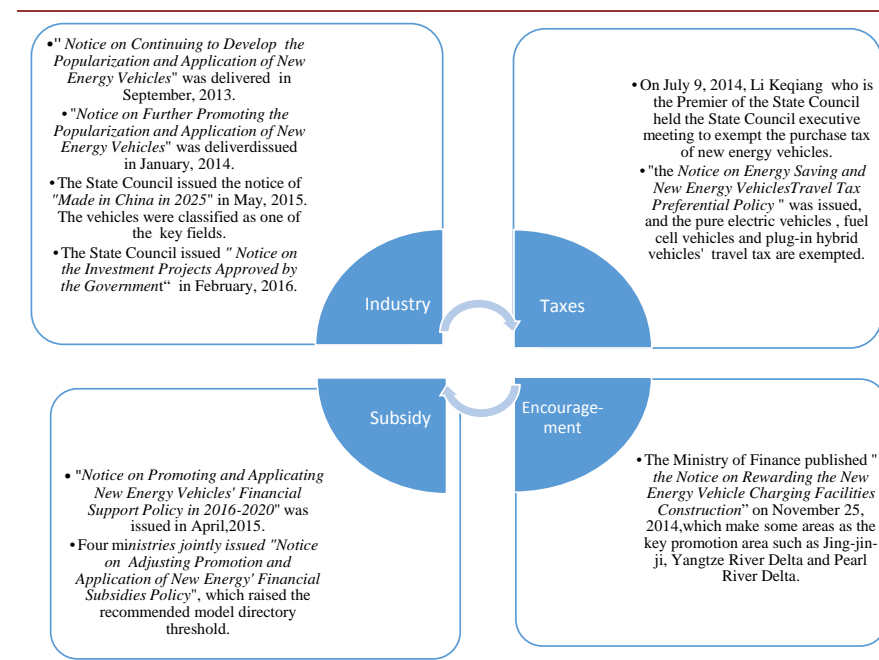 •" Notice on Continuing to Develop the
Popularization and Application of New
Energy Vehicles" was delivered in
September, 2013.
•"Notice on Further Promoting the
Popularization and Application of New
Energy Vehicles" was deliverdissued
in January, 2014.
•The State Council issued the notice of
"Made in China in 2025" in May, 2015.
The vehicles were classified as one of
the key fields.
•The State Council issued " Notice on
the Investment Projects Approved by
the Government“ in February, 2016.
Industry
•On July 9, 2014, Li Keqiang who is
the Premier of the State Council
held the State Council executive
meeting to exempt the purchase tax
of new energy vehicles.
•"the Notice on Energy Saving and
New Energy VehiclesTravel Tax
Preferential Policy " was issued,
and the pure electric vehicles , fuel
cell vehicles and plug-in hybrid
vehicles' travel tax are exempted.
Taxes
Subsidy
• "Notice on Promoting and Applicating
New Energy Vehicles' Financial
Support Policy in 2016-2020" was
issued in April,2015.
•Four ministries jointly issued "Notice
on Adjusting Promotion and
Application of New Energy' Financial
Subsidies Policy", which raised the
recommended model directory
threshold.
Encourage-
ment
•The Ministry of Finance published "
the Notice on Rewarding the New
Energy Vehicle Charging Facilities
Construction” on November 25,
2014,which make some areas as the
key promotion area such as Jing-jin-
ji, Yangtze River Delta and Pearl
River Delta.